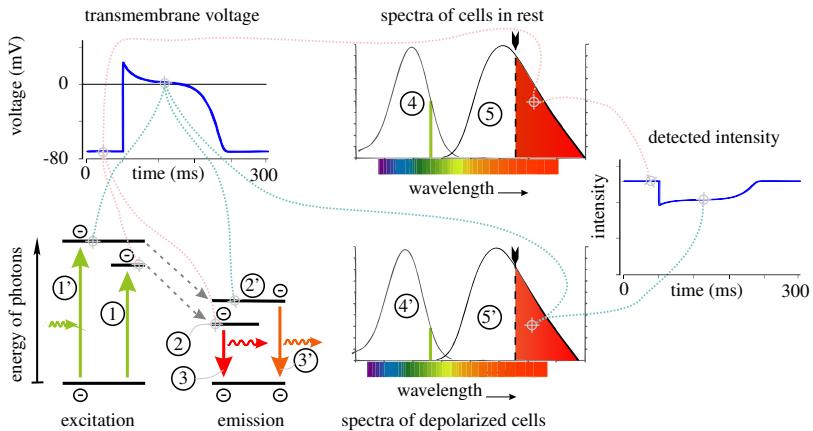 transmembrane voltage
voltage (mV)
0
-80
0
time (ms)
300
spectra of cells in rest
4
5
wavelength
detected intensity
intensity
0
time (ms)
300
energy of photons
1'
1
2'
2
3
3'
excitation
emission
4'
5'
wavelength
spectra of depolarized cells